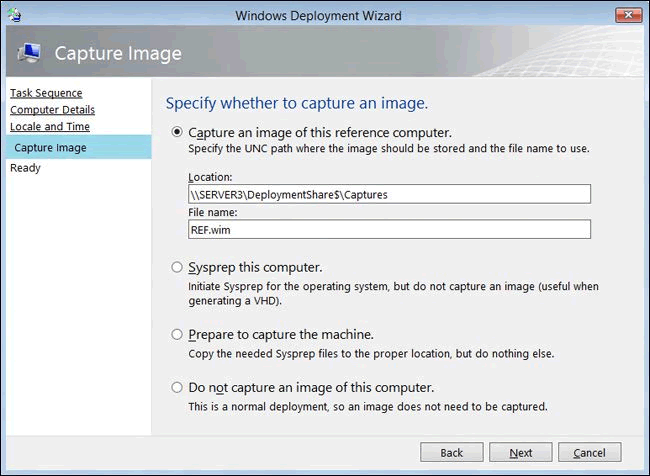 Windows Deployment Wizard
Capture Image
Task Sequence
Computer Details
Locale and Time
Capture Image
Ready
Specify whether to capture an image.
Capture an image of this reference computer.
Specify the UNC path where the image should be stored and the file name to use.
Location:
\\SERVER3\DeploymentShare$\Captures
File name:
REF.wim
Sysprep this computer.
Initiate Sysprep for the operating system, but do not capture an image (useful when
generating a VHD).
Prepare to capture the machine.
Copy the needed Sysprep files to the proper location, but do nothing else.
Do not capture an image of this computer.
This is a normal deployment, so an image does not need to be captured.
Back
Next
Cancel